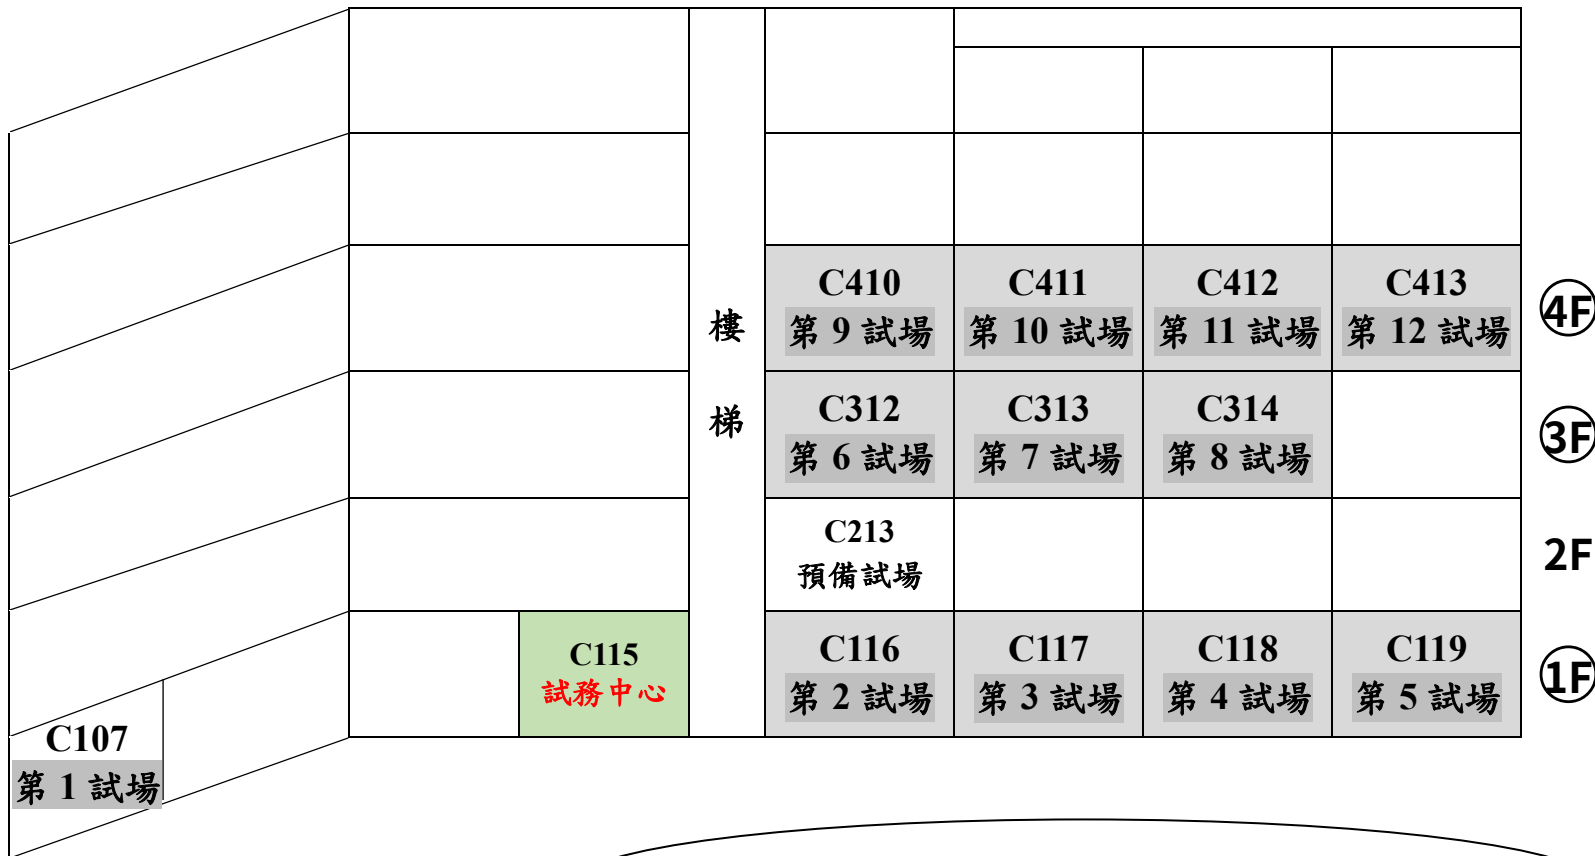 C410
第 9 試場
C411
第 10 試場
C412
第 11 試場
C413
第 12 試場
4F
樓
梯
C312
第 6 試場
C313
第 7 試場
C314
第 8 試場
3F
C213
預備試場
2F
C115
試務中心
C116
第 2 試場
C117
第 3 試場
C118
第 4 試場
C119
第 5 試場
1F
C107
第 1 試場